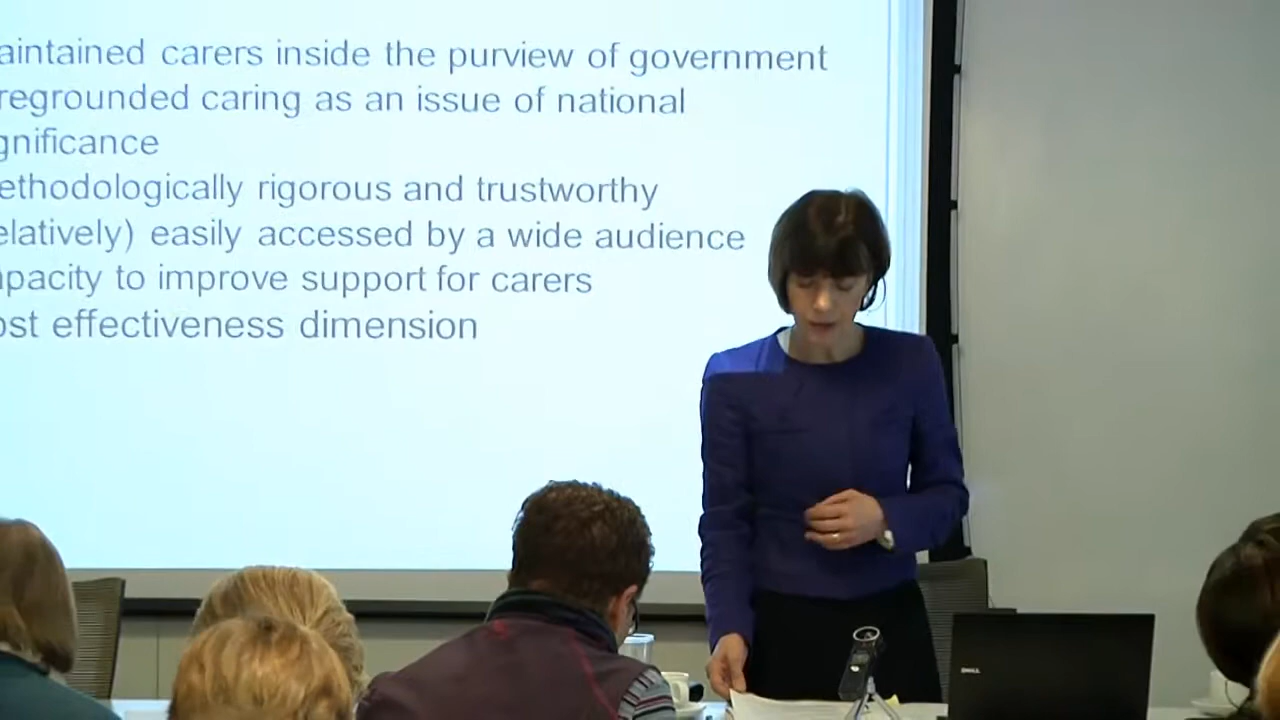 aintained carers inside the purview of government
regrounded caring as an issue of national
gnificance
ethodologically rigorous and trustworthy
elatively) easily accessed by a wide audience
apacity to improve support for carers
ost effectiveness dimension
DELL